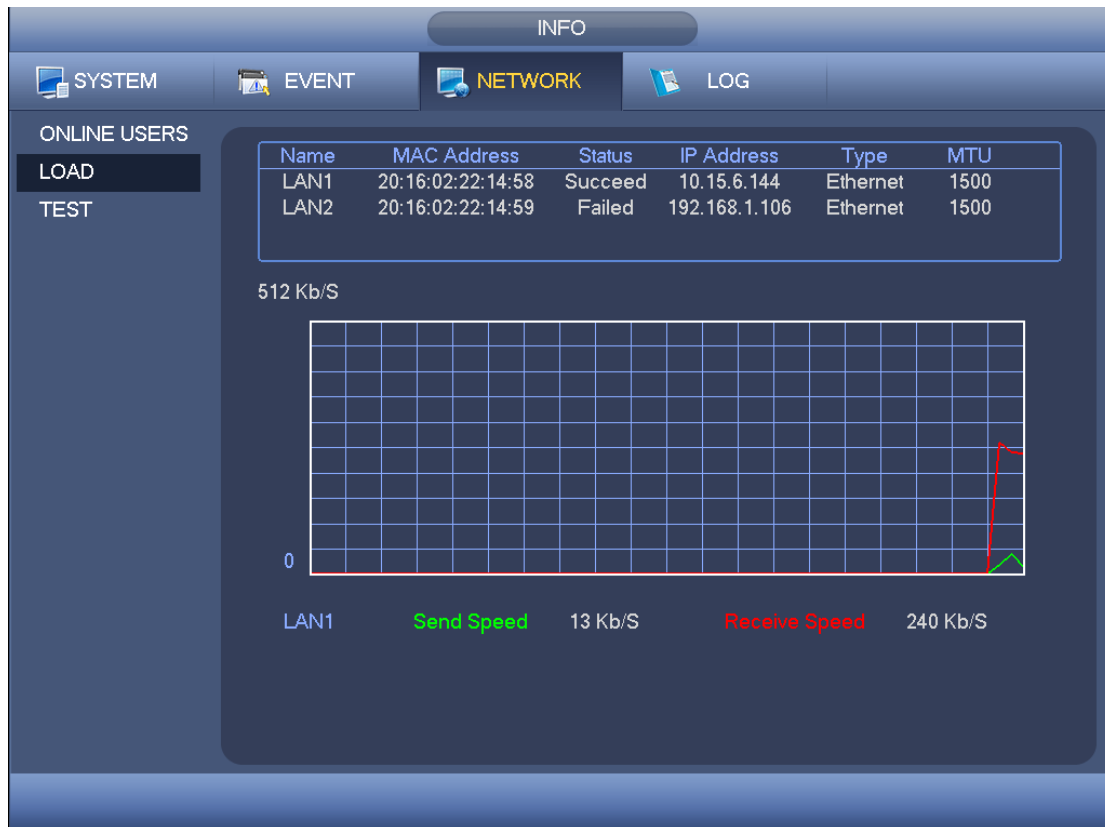 INFO
SYSTEM EVENT NETWORK LOG
ONLINE USERS
LOAD
TEST
Name MAC Address Status IP Address Type MTU
LAN1 20:16:02:22:14:58 Succeed 10.15.6.144 Ethernet 1500
LAN2 20:16:02:22:14:59 Failed 192.168.1.106 Ethernet 1500
512 Kb/S
0
LAN1 Send Speed 13 Kb/S Receive Speed 240 Kb/S